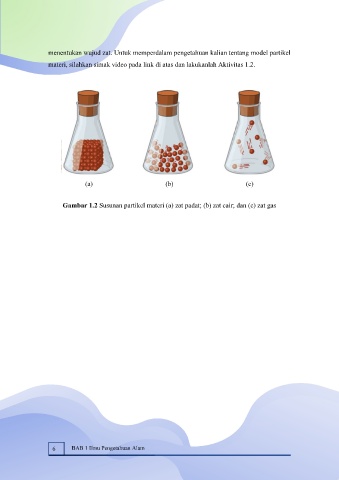 menentukan wujud zat. Untuk memperdalam pengetahuan kalian tentang model partikel
materi, silahkan simak video pada link di atas dan lakukanlah Aktivitas 1.2.
(a) (b) (c)
Gambar 1.2 Susunan partikel materi (a) zat padat; (b) zat cair; dan (c) zat gas
6 BAB 1 Ilmu Pengetahuan Alam